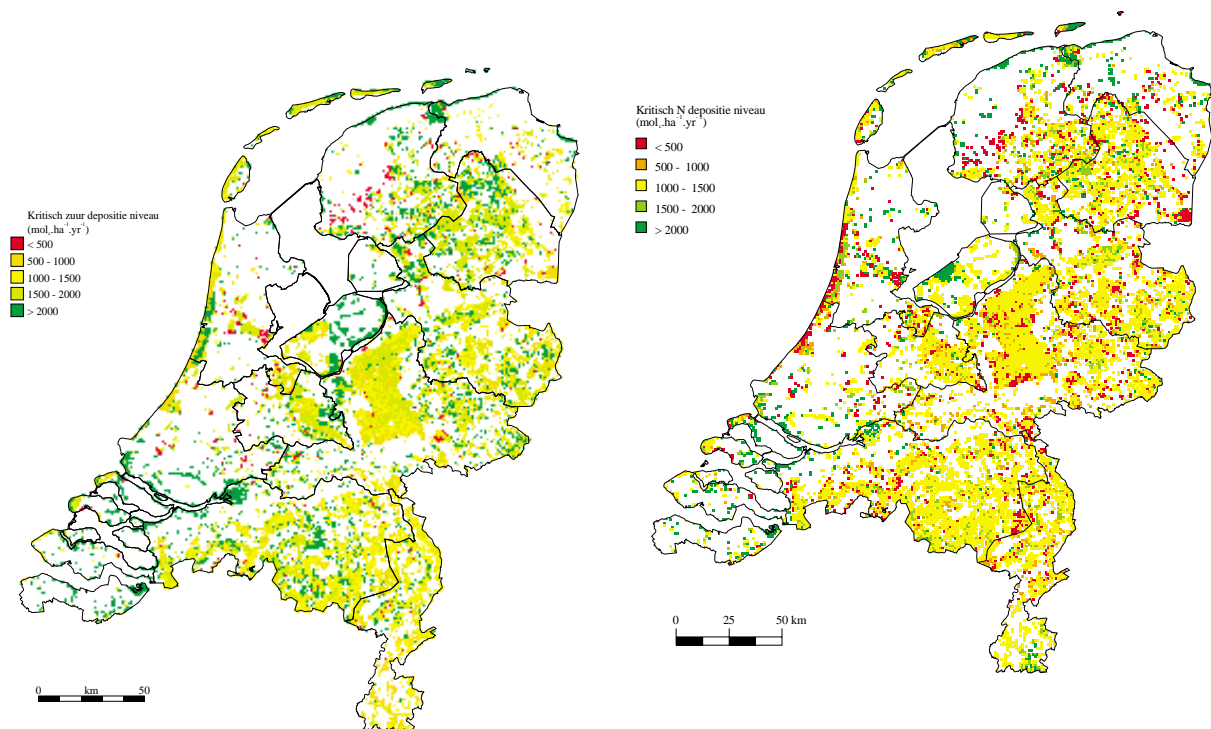 Kritisch zuur depositie niveau
(mol_c.ha⁻¹.yr⁻¹)
< 500
500 - 1000
1000 - 1500
1500 - 2000
> 2000
0 km 50
Kritisch N depositie niveau
(mol_c.ha⁻¹.yr⁻¹)
< 500
500 - 1000
1000 - 1500
1500 - 2000
> 2000
0 25 50 km